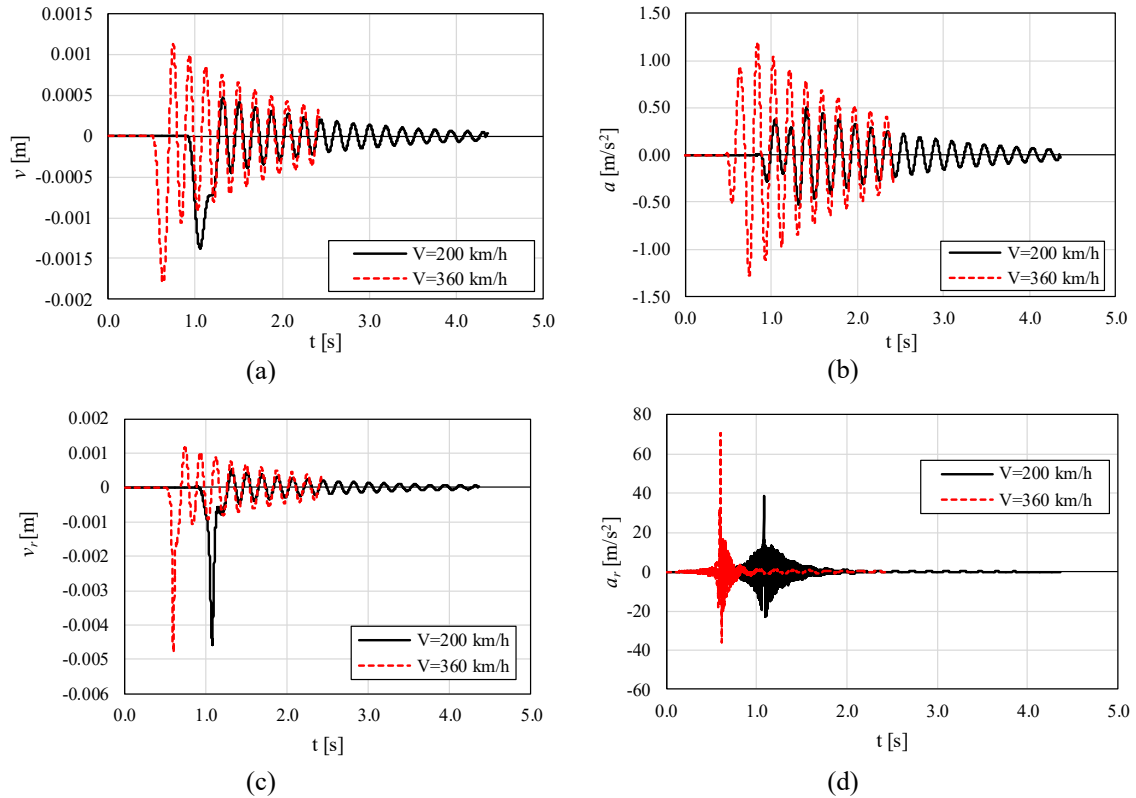 0.0015
0.001
0.0005
0
-0.0005
-0.001
-0.0015
-0.002
v [m]
0.0 1.0 2.0 3.0 4.0 5.0
t [s]
V=200 km/h
V=360 km/h
(a)
1.50
1.00
0.50
0.00
-0.50
-1.00
-1.50
a [m/s²]
0.0 1.0 2.0 3.0 4.0 5.0
t [s]
V=200 km/h
V=360 km/h
(b)
0.002
0.001
0
-0.001
-0.002
-0.003
-0.004
-0.005
-0.006
vᵣ [m]
0.0 1.0 2.0 3.0 4.0 5.0
t [s]
V=200 km/h
V=360 km/h
(c)
80
60
40
20
0
-20
-40
-60
aᵣ [m/s²]
0.0 1.0 2.0 3.0 4.0 5.0
t [s]
V=200 km/h
V=360 km/h
(d)